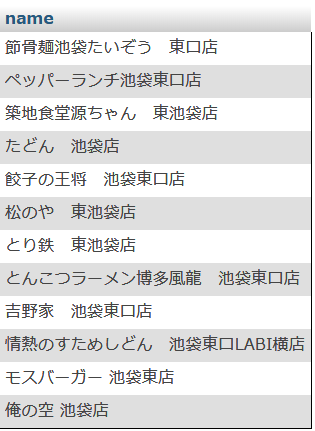 name
節骨麺池袋たいぞう　東口店
ペッパーランチ池袋東口店
築地食堂源ちゃん　東池袋店
たどん　池袋店
餃子の王将　池袋東口店
松のや　東池袋店
とり鉄　東池袋店
とんこつラーメン博多風龍　池袋東口店
吉野家　池袋東口店
情熱のすためしどん　池袋東口LABI横店
モスバーガー 池袋東店
俺の空 池袋店